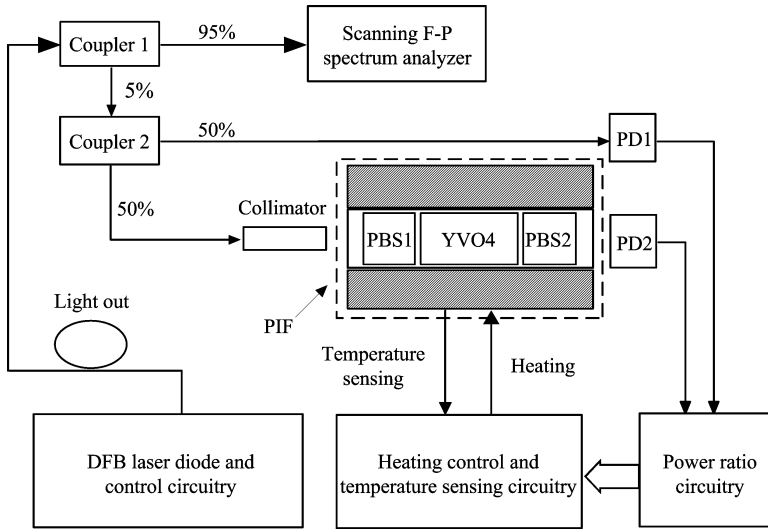 Coupler 1
95%
Scanning F-P
spectrum analyzer
5%
Coupler 2
50%
PD1
50%
Collimator
PBS1
YVO4
PBS2
PD2
Light out
PIF
Temperature
sensing
Heating
DFB laser diode and
control circuitry
Heating control and
temperature sensing circuitry
Power ratio
circuitry